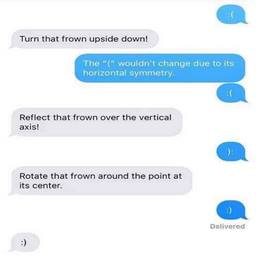 :(
Turn that frown upside down!
The "(" wouldn't change due to its
horizontal symmetry.
:(
Reflect that frown over the vertical
axis!
):
Rotate that frown around the point at
its center.
:)
Delivered
:)